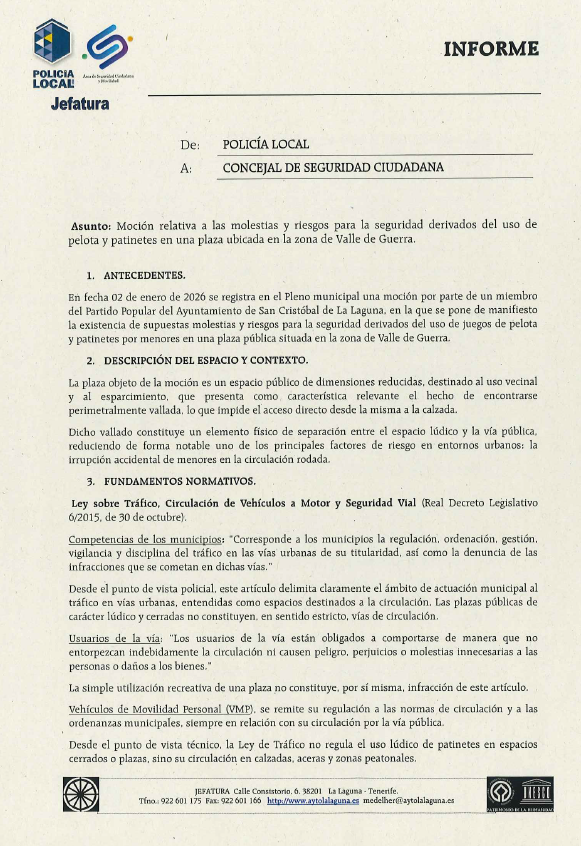 INFORME
POLICIA
LOCAL
Área de Seguridad Ciudadana
y Movilidad
Jefatura
De: POLICÍA LOCAL
A: CONCEJAL DE SEGURIDAD CIUDADANA
Asunto: Moción relativa a las molestias y riesgos para la seguridad derivados del uso de
pelota y patinetes en una plaza ubicada en la zona de Valle de Guerra.
1. ANTECEDENTES.
En fecha 02 de enero de 2026 se registra en el Pleno municipal una moción por parte de un miembro
del Partido Popular del Ayuntamiento de San Cristóbal de La Laguna, en la que se pone de manifiesto
la existencia de supuestas molestias y riesgos para la seguridad derivados del uso de juegos de pelota
y patinetes por menores en una plaza pública situada en la zona de Valle de Guerra.
2. DESCRIPCIÓN DEL ESPACIO Y CONTEXTO.
La plaza objeto de la moción es un espacio público de dimensiones reducidas, destinado al uso vecinal
y al esparcimiento, que presenta como característica relevante el hecho de encontrarse
perimetralmente vallada, lo que impide el acceso directo desde la misma a la calzada.
Dicho vallado constituye un elemento físico de separación entre el espacio lúdico y la vía pública,
reduciendo de forma notable uno de los principales factores de riesgo en entornos urbanos: la
irrupción accidental de menores en la circulación rodada.
3. FUNDAMENTOS NORMATIVOS.
Ley sobre Tráfico, Circulación de Vehículos a Motor y Seguridad Vial (Real Decreto Legislativo
6/2015, de 30 de octubre).
Competencias de los municipios: "Corresponde a los municipios la regulación, ordenación, gestión,
vigilancia y disciplina del tráfico en las vías urbanas de su titularidad, así como la denuncia de las
infracciones que se cometan en dichas vías."
Desde el punto de vista policial, este artículo delimita claramente el ámbito de actuación municipal al
tráfico en vías urbanas, entendidas como espacios destinados a la circulación. Las plazas públicas de
carácter lúdico y cerradas no constituyen, en sentido estricto, vías de circulación.
Usuarios de la vía: "Los usuarios de la vía están obligados a comportarse de manera que no
entorpezcan indebidamente la circulación ni causen peligro, perjuicios o molestias innecesarias a las
personas o daños a los bienes."
La simple utilización recreativa de una plaza no constituye, por sí misma, infracción de este artículo.
Vehículos de Movilidad Personal (VMP), se remite su regulación a las normas de circulación y a las
ordenanzas municipales, siempre en relación con su circulación por la vía pública.
Desde el punto de vista técnico, la Ley de Tráfico no regula el uso lúdico de patinetes en espacios
cerrados o plazas, sino su circulación en calzadas, aceras y zonas peatonales.
JEFATURA Calle Consistorio, 6. 38201 La Laguna - Tenerife.
Tfno.: 922 601 175 Fax: 922 601 166 http://www.aytolalaguna.es medelher@aytolalaguna.es
UNESCO
PATRIMONIO DE LA HUMANIDAD